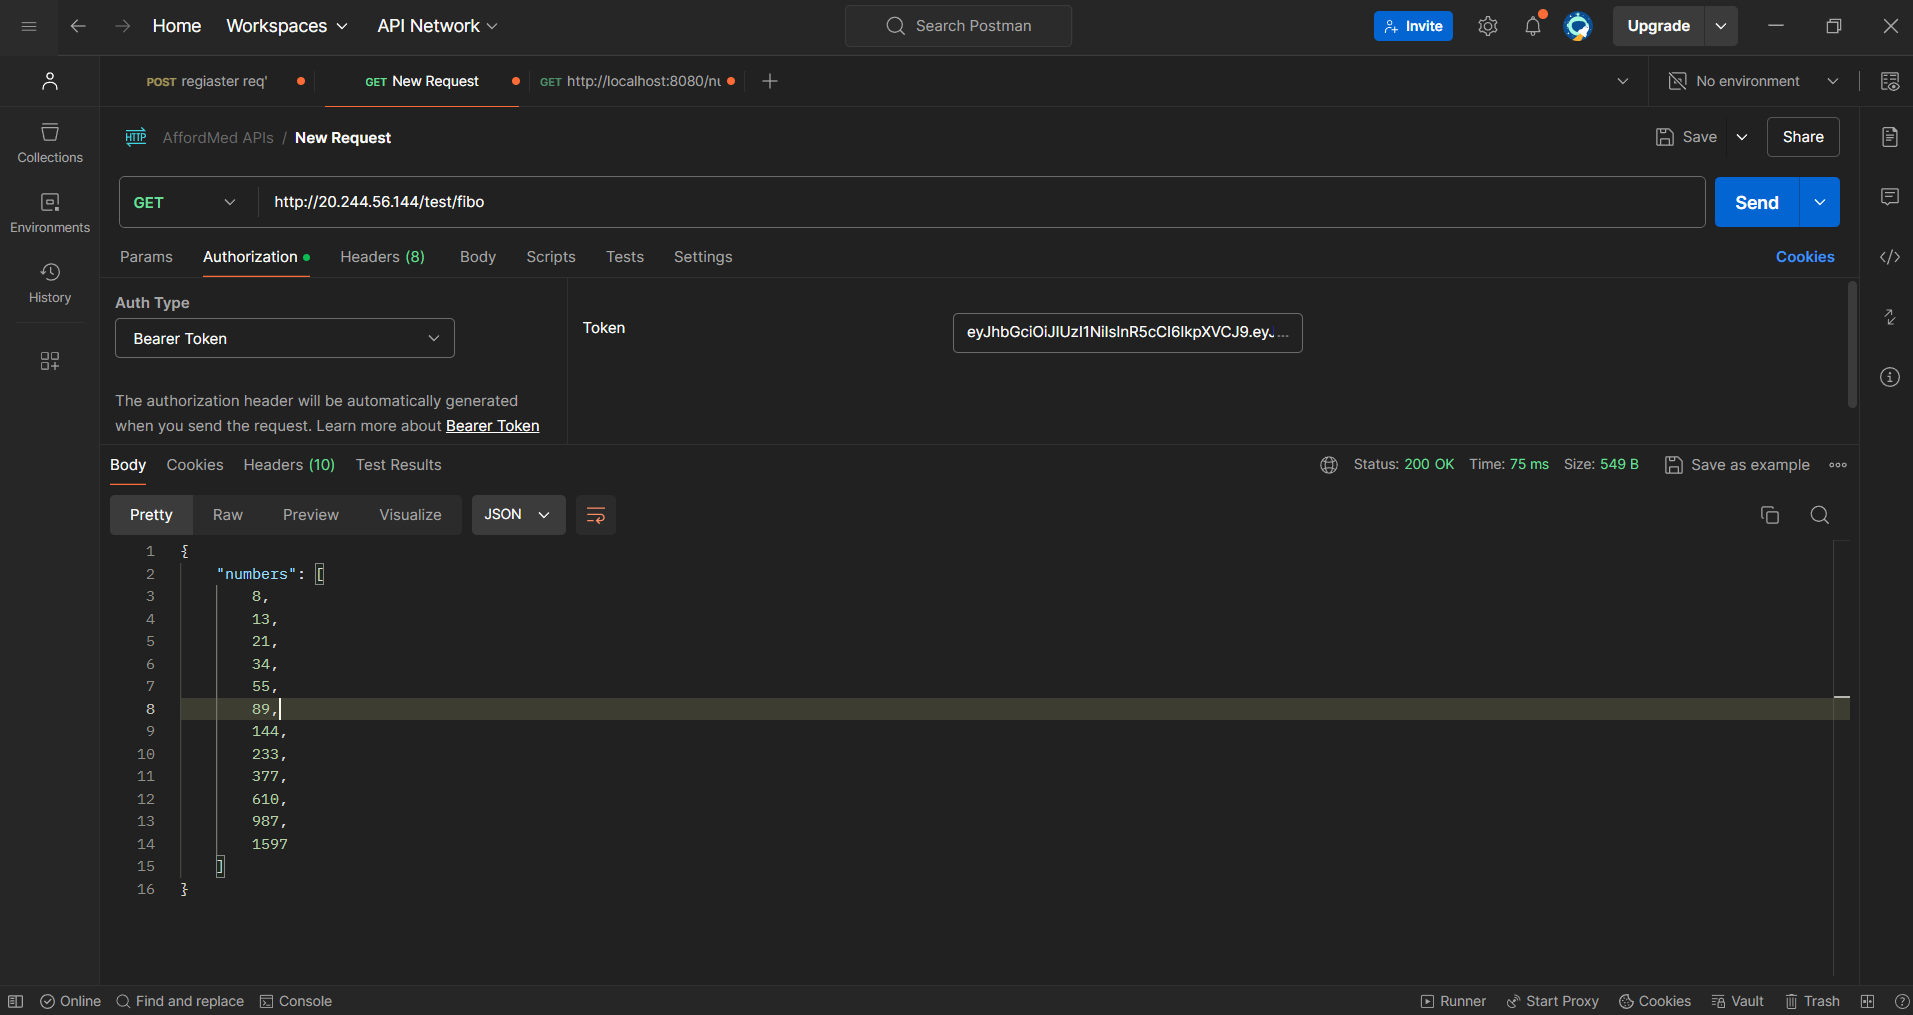 Home Workspaces API Network Search Postman Invite Upgrade
POST regiaster req' GET New Request GET http://localhost:8080/nu No environment
HTTP AffordMed APIs / New Request Save Share
Collections
Environments
History
GET http://20.244.56.144/test/fibo Send
Params Authorization Headers (8) Body Scripts Tests Settings Cookies
Auth Type
Bearer Token
Token eyJhbGciOiJIUzI1NiIsInR5cCI6IkpXVCJ9.eyJ...
The authorization header will be automatically generated
when you send the request. Learn more about Bearer Token
Body Cookies Headers (10) Test Results Status: 200 OK Time: 75 ms Size: 549 B Save as example
Pretty Raw Preview Visualize JSON
1 {
2 "numbers": [
3 8,
4 13,
5 21,
6 34,
7 55,
8 89,
9 144,
10 233,
11 377,
12 610,
13 987,
14 1597
15 ]
16 }
Online Find and replace Console Runner Start Proxy Cookies Vault Trash